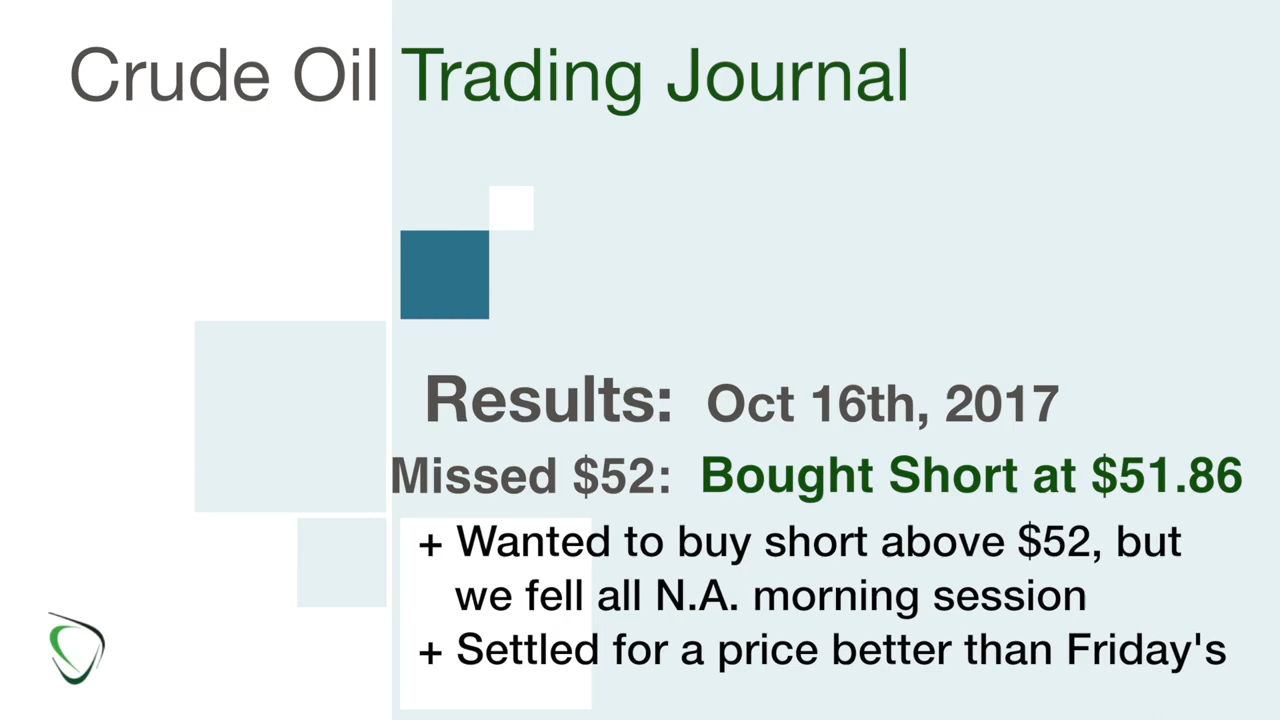 Crude Oil Trading Journal
Results: Oct 16th, 2017
Missed $52: Bought Short at $51.86
+ Wanted to buy short above $52, but
we fell all N.A. morning session
+ Settled for a price better than Friday's